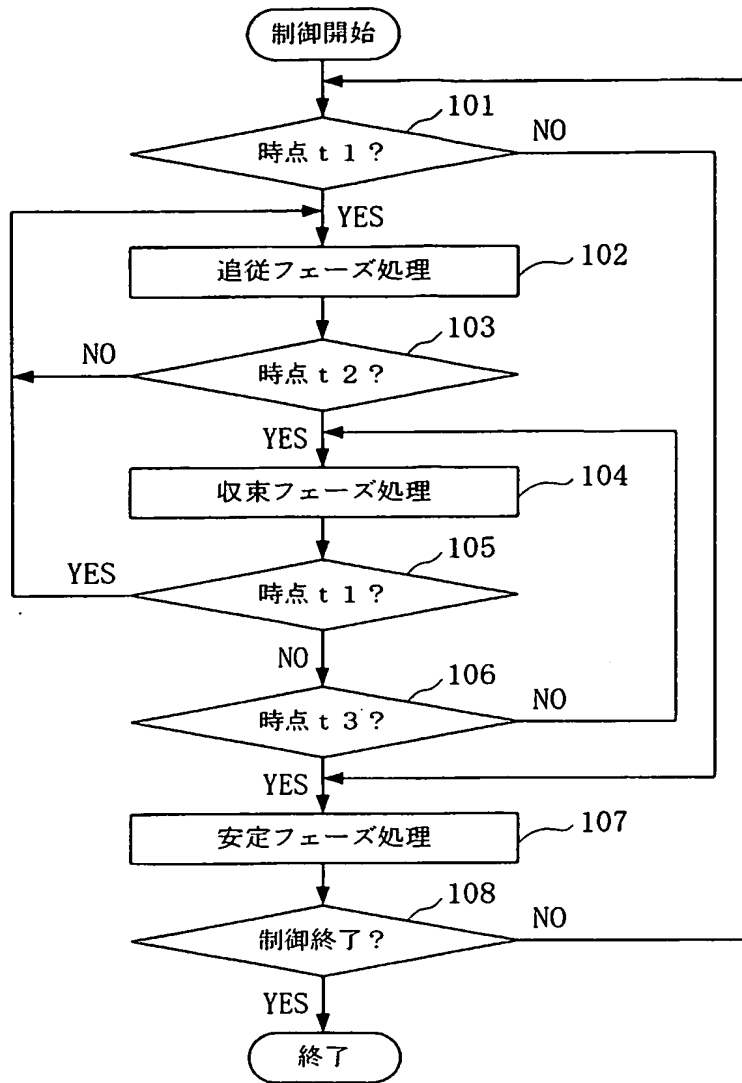 制御開始
101
時点ｔ１？
NO
YES
追従フェーズ処理
102
103
時点ｔ２？
NO
YES
収束フェーズ処理
104
105
時点ｔ１？
YES
NO
106
時点ｔ３？
NO
YES
安定フェーズ処理
107
108
制御終了？
NO
YES
終了